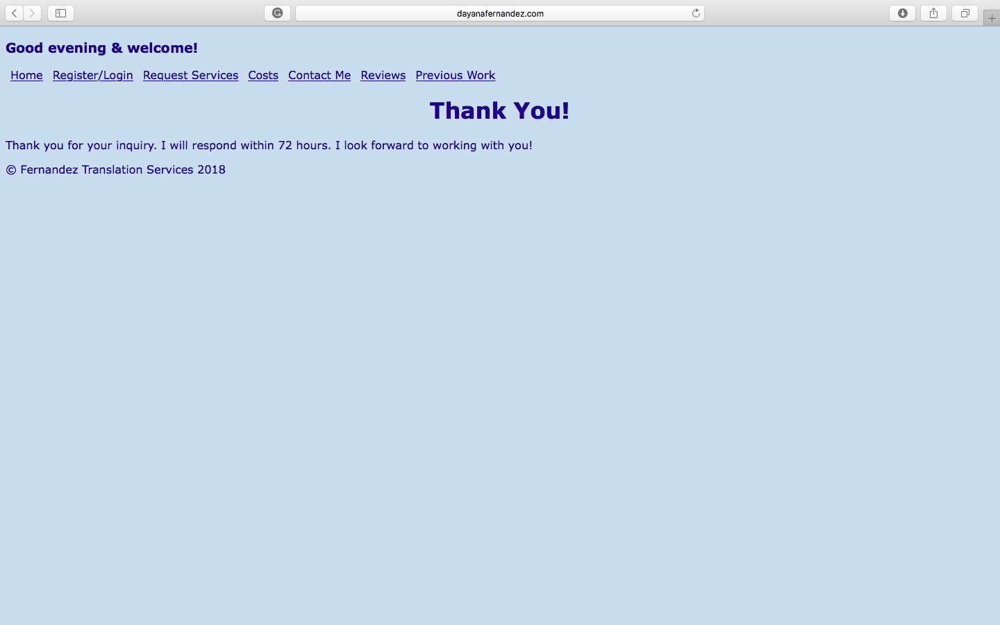 dayanafernandez.com
Good evening & welcome!
Home Register/Login Request Services Costs Contact Me Reviews Previous Work
Thank You!
Thank you for your inquiry. I will respond within 72 hours. I look forward to working with you!
© Fernandez Translation Services 2018